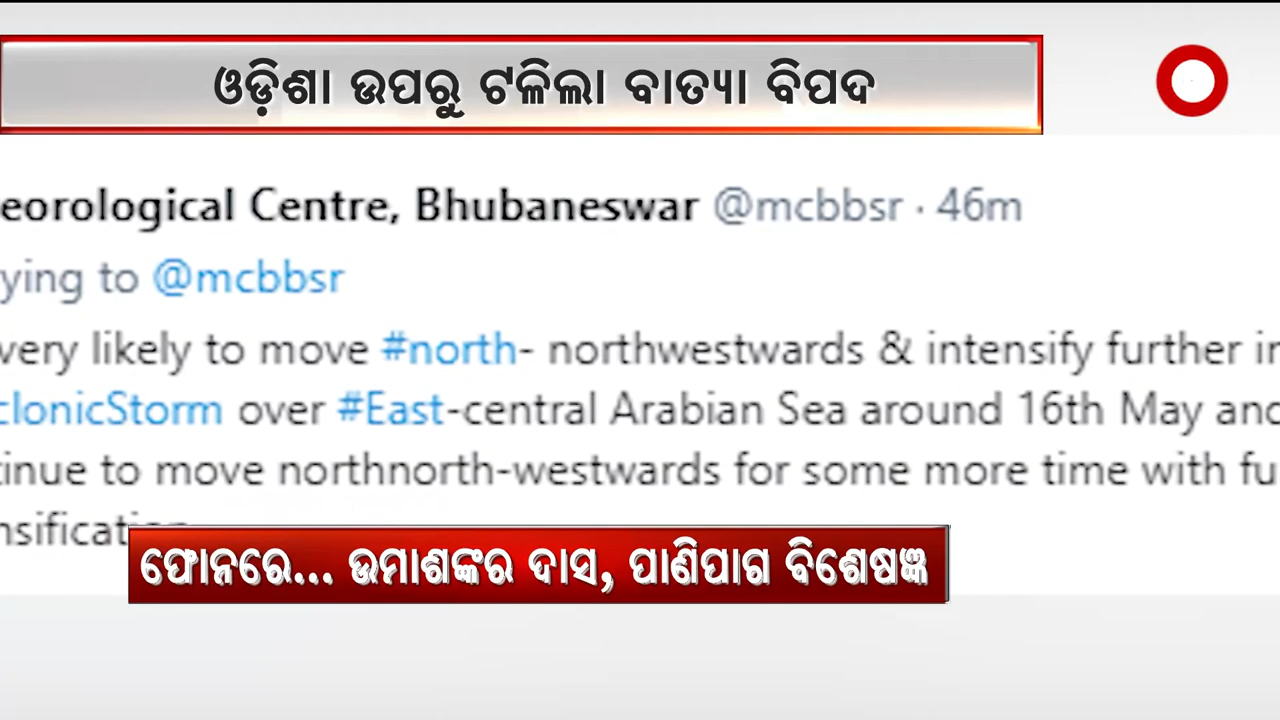 ଓଡ଼ିଶା ଉପରୁ ଟଳିଲା ବାତ୍ୟା ବିପଦ
eorological Centre, Bhubaneswar @mcbbsr · 46m
ying to @mcbbsr
very likely to move #north- northwestwards & intensify further in
clonicStorm over #East-central Arabian Sea around 16th May and
tinue to move northnorth-westwards for some more time with fu
nsification
ଫୋନରେ... ଉମାଶଙ୍କର ଦାସ, ପାଣିପାଗ ବିଶେଷଜ୍ଞ